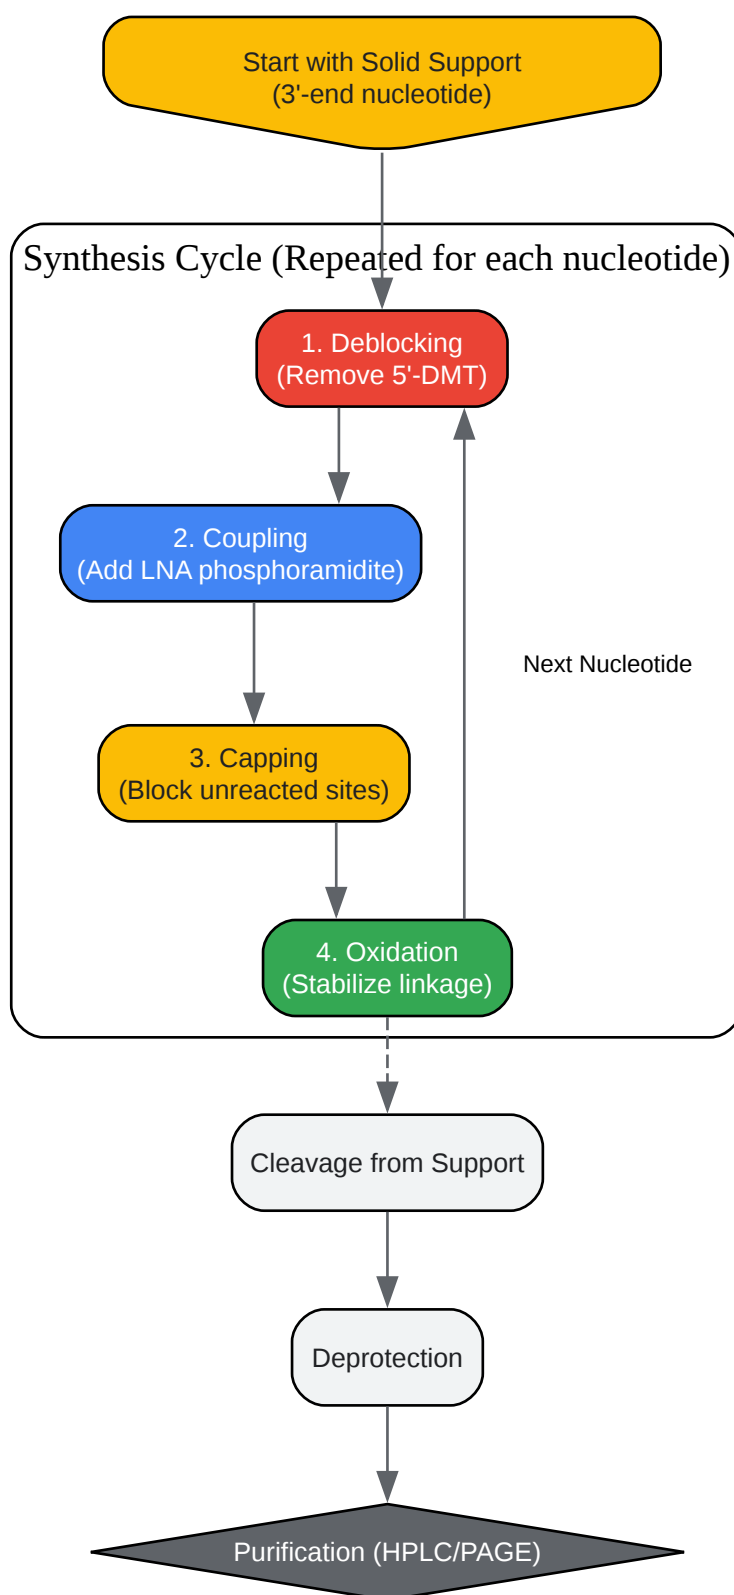 Start with Solid Support
(3'-end nucleotide)
Synthesis Cycle (Repeated for each nucleotide)
1. Deblocking
(Remove 5'-DMT)
2. Coupling
(Add LNA phosphoramidite)
Next Nucleotide
3. Capping
(Block unreacted sites)
4. Oxidation
(Stabilize linkage)
Cleavage from Support
Deprotection
Purification (HPLC/PAGE)